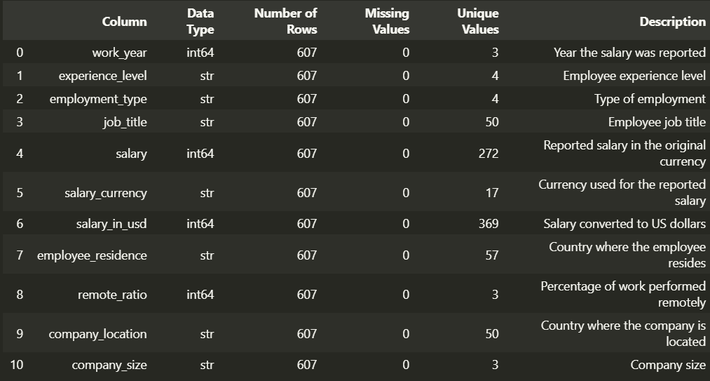 Column Data Type Number of Rows Missing Values Unique Values Description
0 work_year int64 607 0 3 Year the salary was reported
1 experience_level str 607 0 4 Employee experience level
2 employment_type str 607 0 4 Type of employment
3 job_title str 607 0 50 Employee job title
4 salary int64 607 0 272 Reported salary in the original currency
5 salary_currency str 607 0 17 Currency used for the reported salary
6 salary_in_usd int64 607 0 369 Salary converted to US dollars
7 employee_residence str 607 0 57 Country where the employee resides
8 remote_ratio int64 607 0 3 Percentage of work performed remotely
9 company_location str 607 0 50 Country where the company is located
10 company_size str 607 0 3 Company size